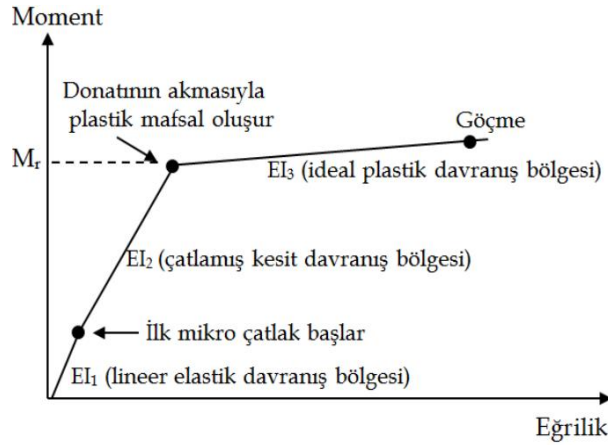 Moment
Donatının akmasıyla
plastik mafsal oluşur
Göçme
Mr
EI3 (ideal plastik davranış bölgesi)
EI2 (çatlamış kesit davranış bölgesi)
İlk mikro çatlak başlar
EI1 (lineer elastik davranış bölgesi)
Eğrilik